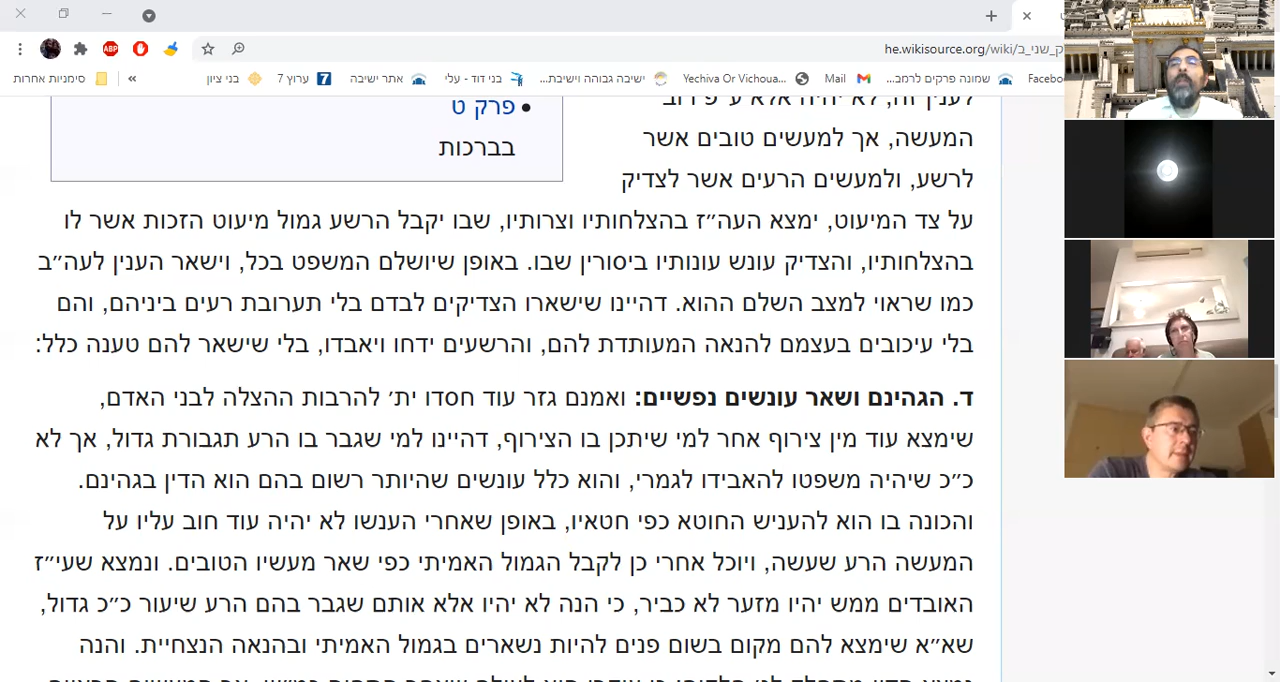 he.wikisource.org/wiki/ק_שני_ב
סימניות אחרות
»
בני ציון
ערוץ 7
אתר ישיבה
בני דוד - עלי
ישיבה גבוהה וישיבת...
Yechiva Or Vichoua...
Mail
שמונה פרקים לרמב...
Facebo
ABP
7
פרק ט
בברכות
לענין זה, לא יהיה אלא ע״פ רוב
המעשה, אך למעשים טובים אשר
לרשע, ולמעשים הרעים אשר לצדיק
על צד המיעוט, ימצא העה״ז בהצלחותיו וצרותיו, שבו יקבל הרשע גמול מיעוט הזכות אשר לו
בהצלחותיו, והצדיק עונש עונותיו ביסורין שבו. באופן שיושלם המשפט בכל, וישאר הענין לעה״ב
כמו שראוי למצב השלם ההוא. דהיינו שישארו הצדיקים לבדם בלי תערובת רעים ביניהם, והם
בלי עיכובים בעצמם להנאה המעותדת להם, והרשעים ידחו ויאבדו, בלי שישאר להם טענה כלל:
ד. הגהינם ושאר עונשים נפשיים: ואמנם גזר עוד חסדו ית׳ להרבות ההצלה לבני האדם,
שימצא עוד מין צירוף אחר למי שיתכן בו הצירוף, דהיינו למי שגבר בו הרע תגבורת גדול, אך לא
כ״כ שיהיה משפטו להאבידו לגמרי, והוא כלל עונשים שהיותר רשום בהם הוא הדין בגהינם.
והכונה בו הוא להעניש החוטא כפי חטאיו, באופן שאחרי הענשו לא יהיה עוד חוב עליו על
המעשה הרע שעשה, ויוכל אחרי כן לקבל הגמול האמיתי כפי שאר מעשיו הטובים. ונמצא שעי״ז
האובדים ממש יהיו מזער לא כביר, כי הנה לא יהיו אלא אותם שגבר בהם הרע שיעור כ״כ גדול,
שא״א שימצא להם מקום בשום פנים להיות נשארים בגמול האמיתי ובהנאה הנצחיית. והנה